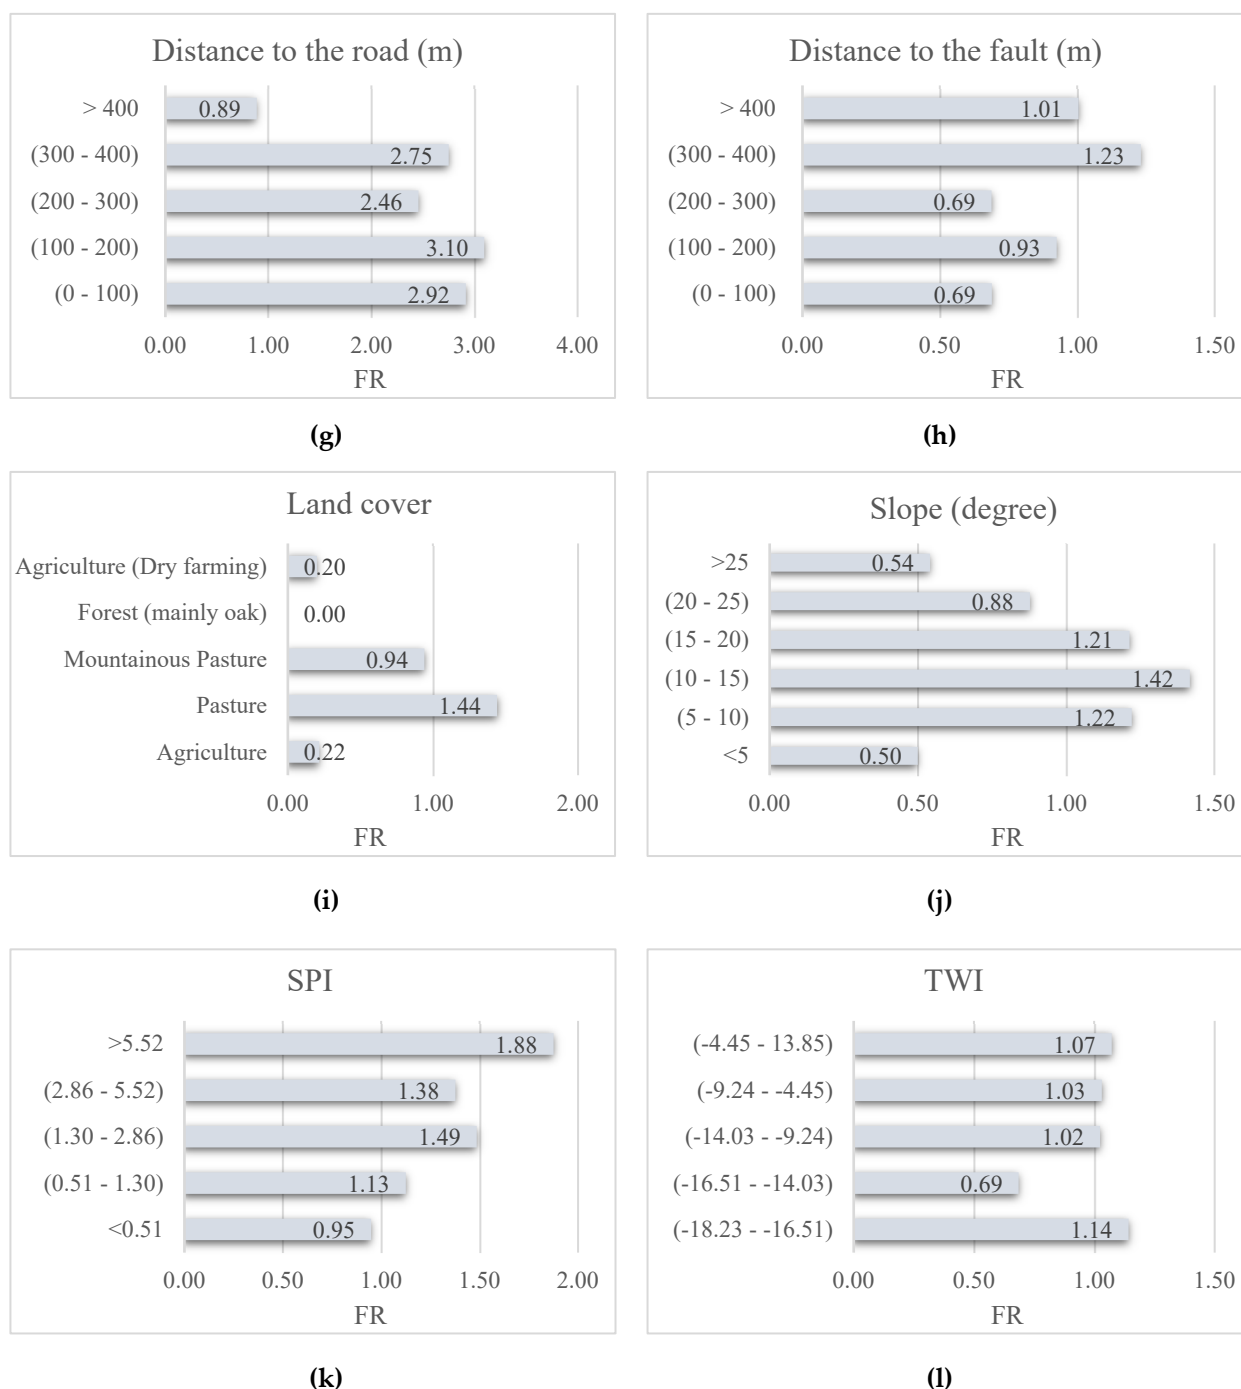 Distance to the road (m)
> 400
0.89
(300 - 400)
2.75
(200 - 300)
2.46
(100 - 200)
3.10
(0 - 100)
2.92
0.00 1.00 2.00 3.00 4.00
FR
(g)
Distance to the fault (m)
> 400
1.01
(300 - 400)
1.23
(200 - 300)
0.69
(100 - 200)
0.93
(0 - 100)
0.69
0.00 0.50 1.00 1.50
FR
(h)
Land cover
Agriculture (Dry farming)
0.20
Forest (mainly oak)
0.00
Mountainous Pasture
0.94
Pasture
1.44
Agriculture
0.22
0.00 1.00 2.00
FR
(i)
Slope (degree)
>25
0.54
(20 - 25)
0.88
(15 - 20)
1.21
(10 - 15)
1.42
(5 - 10)
1.22
<5
0.50
0.00 0.50 1.00 1.50
FR
(j)
SPI
>5.52
1.88
(2.86 - 5.52)
1.38
(1.30 - 2.86)
1.49
(0.51 - 1.30)
1.13
<0.51
0.95
0.00 0.50 1.00 1.50 2.00
FR
(k)
TWI
(-4.45 - 13.85)
1.07
(-9.24 - -4.45)
1.03
(-14.03 - -9.24)
1.02
(-16.51 - -14.03)
0.69
(-18.23 - -16.51)
1.14
0.00 0.50 1.00 1.50
FR
(l)